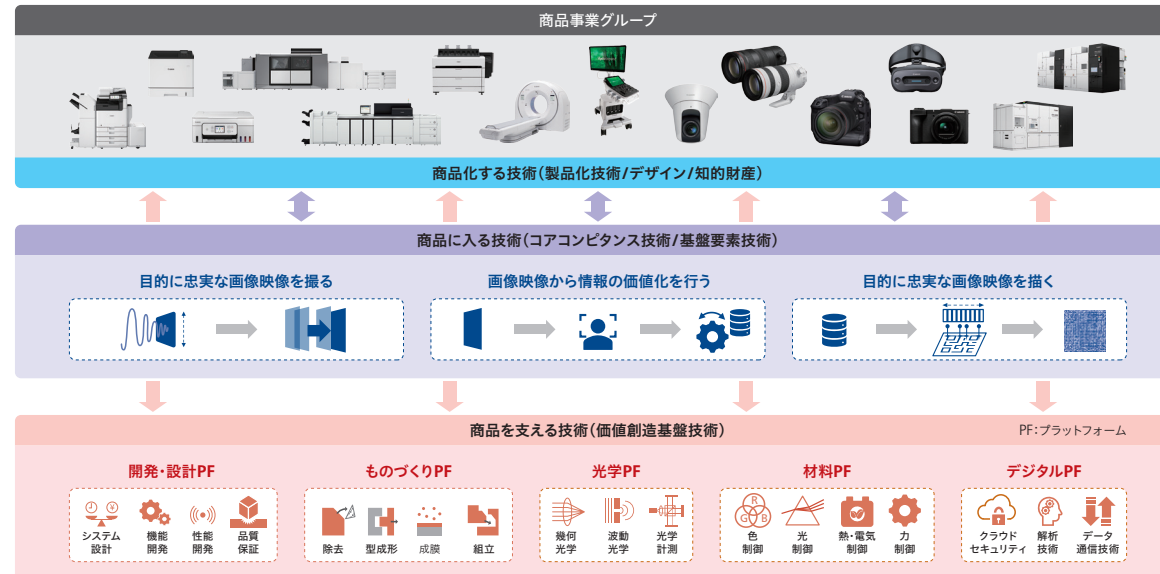 商品事業グループ
商品化する技術(製品化技術/デザイン/知的財産)
商品に入る技術(コアコンピタンス技術/基盤要素技術)
目的に忠実な画像映像を撮る
画像映像から情報の価値化を行う
目的に忠実な画像映像を描く
商品を支える技術(価値創造基盤技術)
PF:プラットフォーム
開発・設計PF
システム
設計
機能
開発
性能
開発
品質
保証
ものづくりPF
除去
型成形
成膜
組立
光学PF
幾何
光学
波動
光学
光学
計測
材料PF
R
G
B
色
制御
光
制御
熱・電気
制御
力
制御
デジタルPF
クラウド
セキュリティ
解析
技術
データ
通信技術